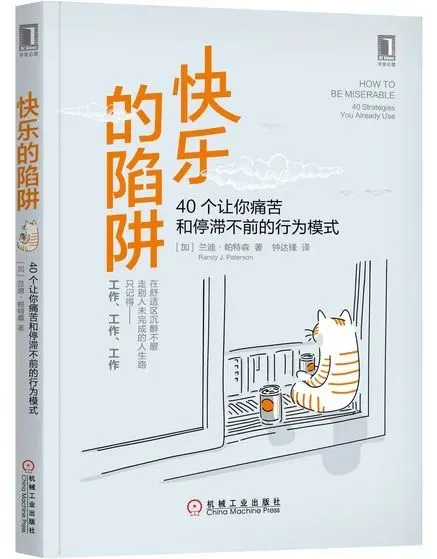 快乐的陷阱
40个让你痛苦和停滞不前的行为模式
[加] 兰迪·帕特森 著
机械工业出版社
China Machine Press
HOW TO
BE MISERABLE
40 Strategies
You Already Use
快乐
的陷阱
40个让你痛苦
和停滞不前的行为模式
[加] 兰迪·帕特森 著 钟达锋 译
Randy J. Paterson
在舒适区沉醉不醒
走别人未完成的人生路
只记得——
工作、工作、工作
机械工业出版社
China Machine Press